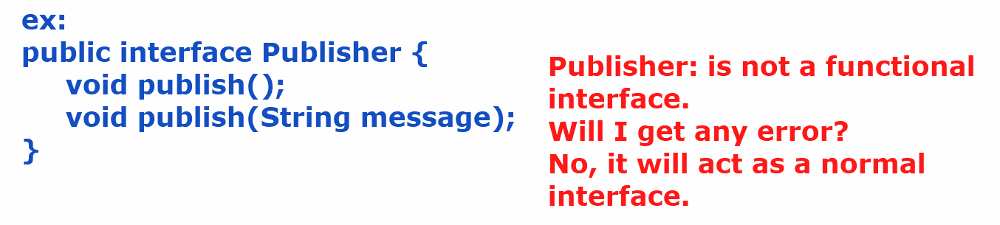 ex:
public interface Publisher {
    void publish();
    void publish(String message);
}
Publisher: is not a functional
interface.
Will I get any error?
No, it will act as a normal
interface.